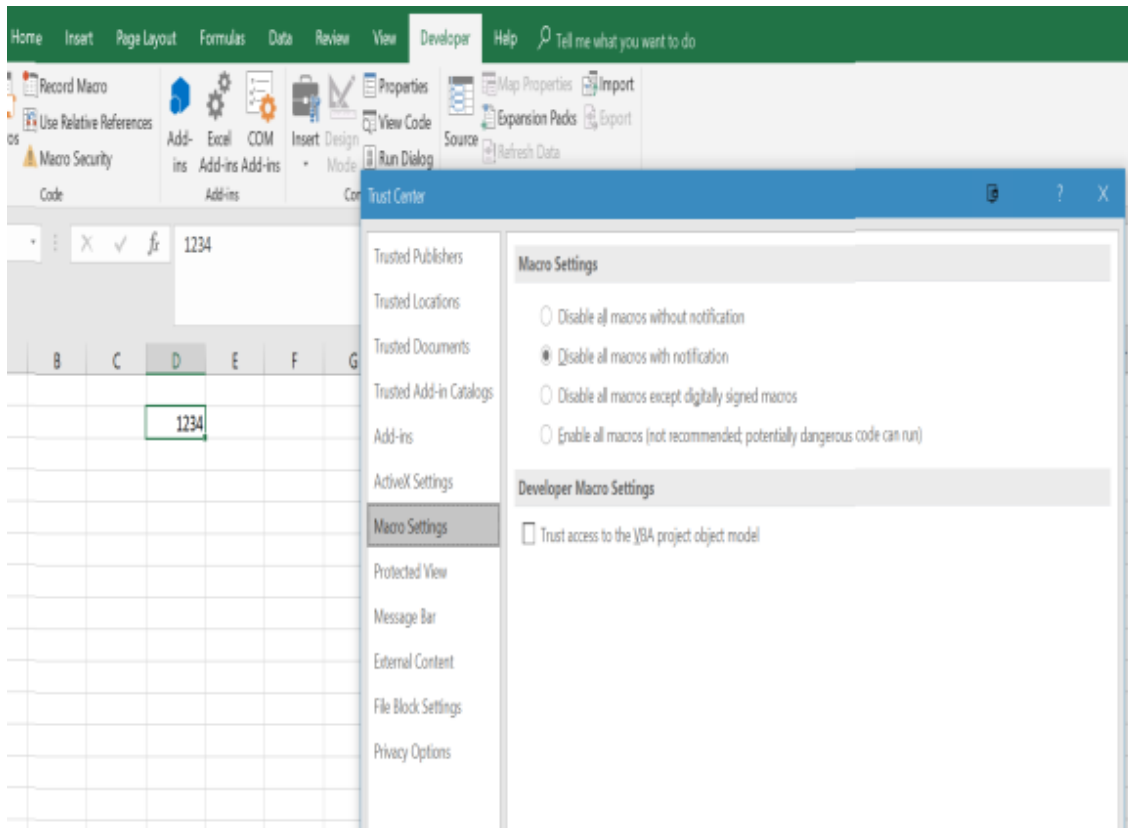 Home Insert Page Layout Formulas Data Review View Developer Help Tell me what you want to do
Record Macro
Use Relative References
Macro Security
Code
Add-ins
Excel Add-ins
COM Add-ins
Add-ins
Insert
Design Mode
Properties
View Code
Run Dialog
Source
Map Properties
Expansion Packs
Refresh Data
Import
Export
fx 1234
B C D E F G
1234
Trust Center ? X
Trusted Publishers
Trusted Locations
Trusted Documents
Trusted Add-in Catalogs
Add-ins
ActiveX Settings
Macro Settings
Protected View
Message Bar
External Content
File Block Settings
Privacy Options
Macro Settings
Disable all macros without notification
Disable all macros with notification
Disable all macros except digitally signed macros
Enable all macros (not recommended; potentially dangerous code can run)
Developer Macro Settings
Trust access to the VBA project object model